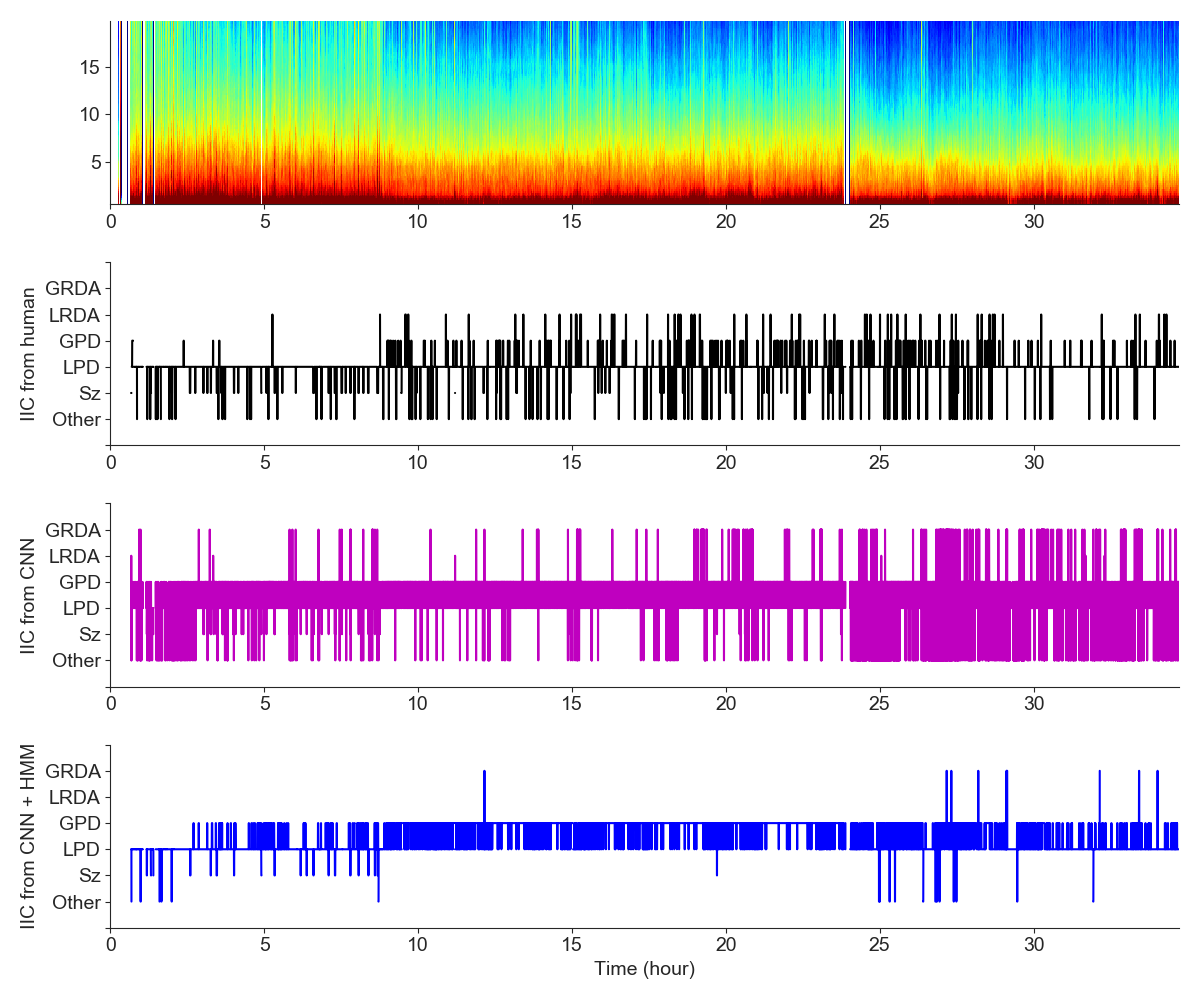 15
10
5
0 5 10 15 20 25 30
IIC from human
GRDA
LRDA
GPD
LPD
Sz
Other
0 5 10 15 20 25 30
IIC from CNN
GRDA
LRDA
GPD
LPD
Sz
Other
0 5 10 15 20 25 30
IIC from CNN + HMM
GRDA
LRDA
GPD
LPD
Sz
Other
0 5 10 15 20 25 30
Time (hour)